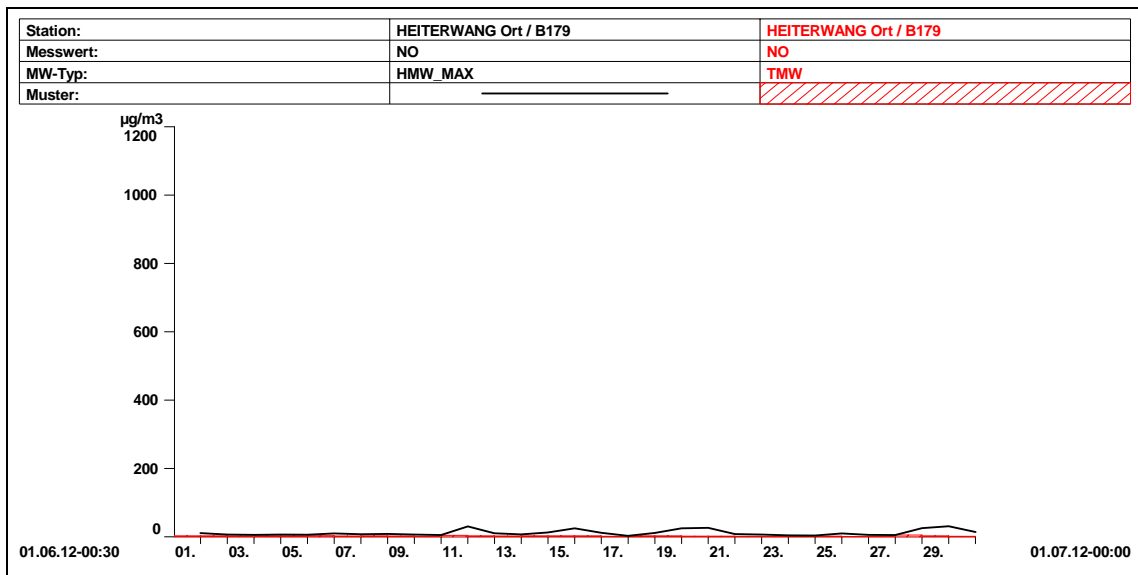 Station: HEITERWANG Ort / B179 HEITERWANG Ort / B179
Messwert: NO NO
MW-Typ: HMW_MAX TMW
Muster:
µg/m3
1200
1000
800
600
400
200
0
01.06.12-00:30 01. 03. 05. 07. 09. 11. 13. 15. 17. 19. 21. 23. 25. 27. 29. 01.07.12-00:00